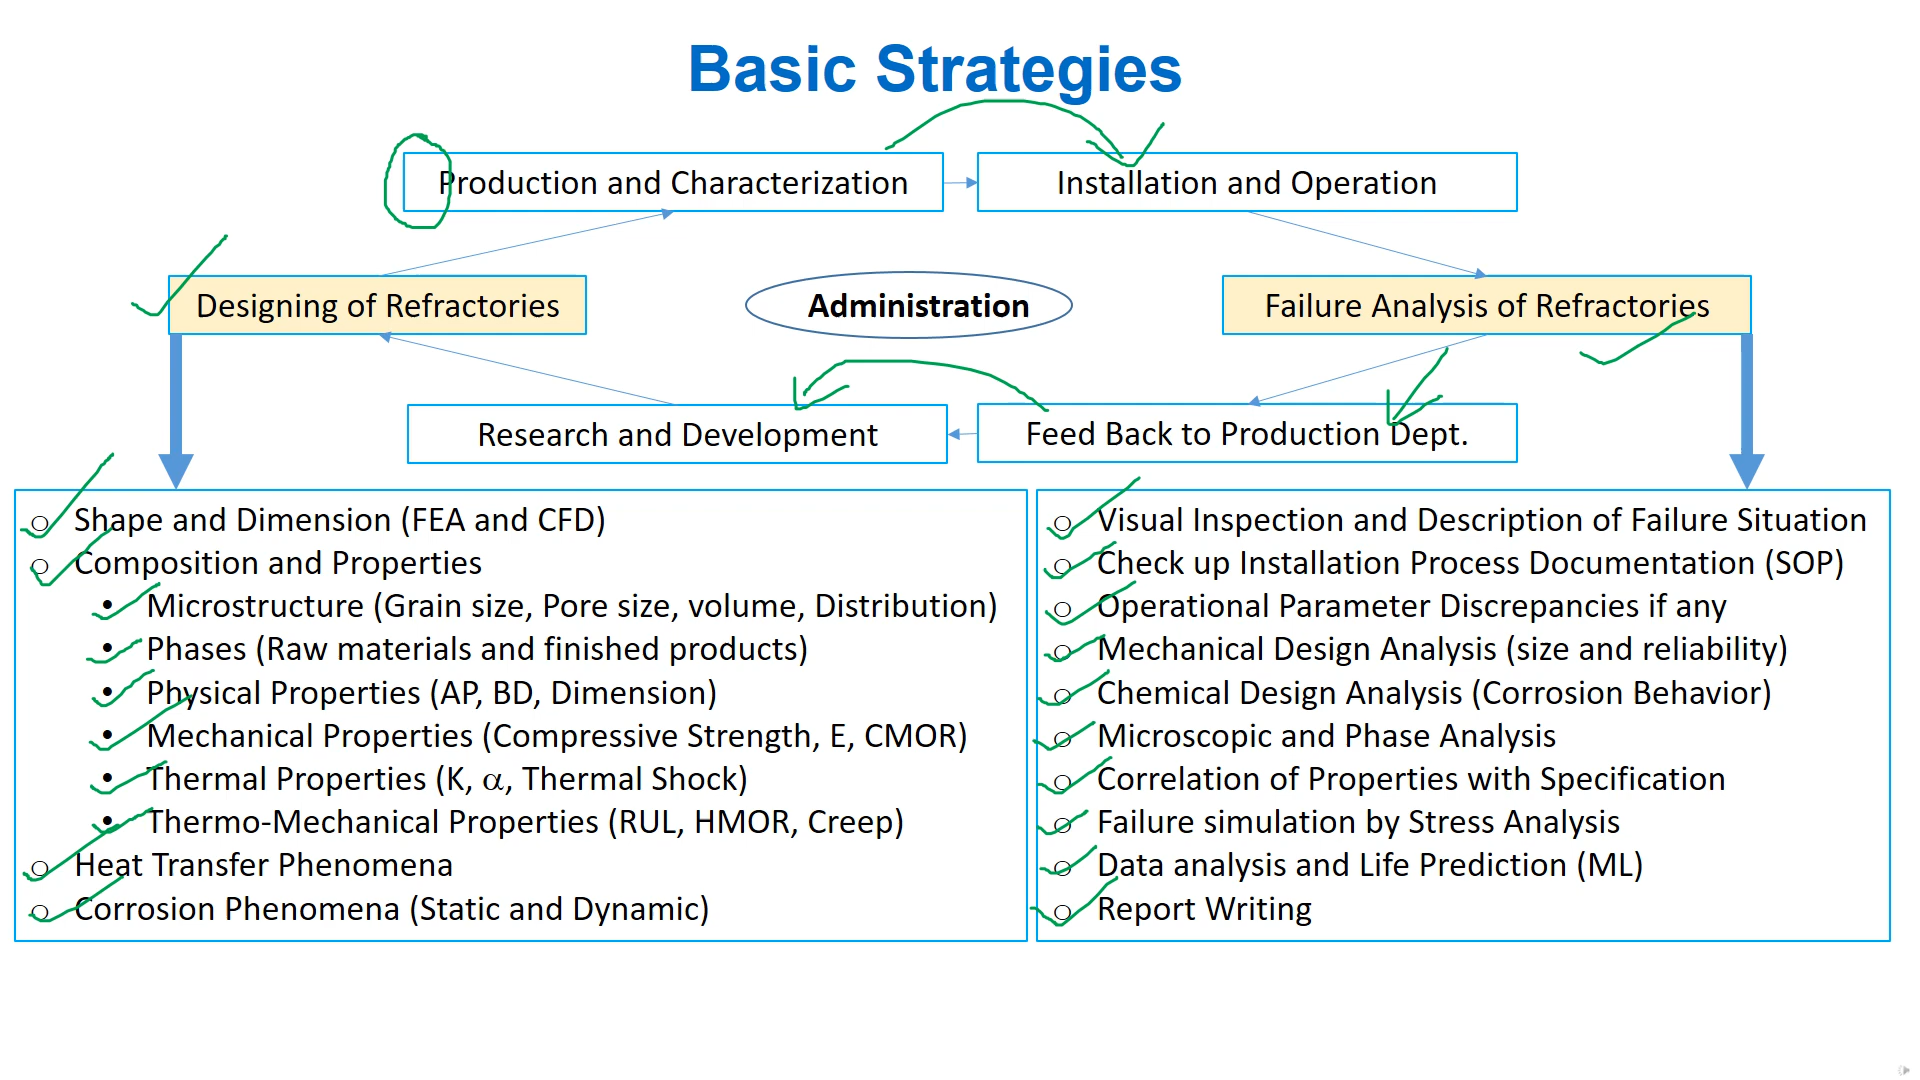 Basic Strategies
Production and Characterization
Installation and Operation
Designing of Refractories
Administration
Failure Analysis of Refractories
Research and Development
Feed Back to Production Dept.
o Shape and Dimension (FEA and CFD)
o Composition and Properties
• Microstructure (Grain size, Pore size, volume, Distribution)
• Phases (Raw materials and finished products)
• Physical Properties (AP, BD, Dimension)
• Mechanical Properties (Compressive Strength, E, CMOR)
• Thermal Properties (K, α, Thermal Shock)
• Thermo-Mechanical Properties (RUL, HMOR, Creep)
o Heat Transfer Phenomena
o Corrosion Phenomena (Static and Dynamic)
o Visual Inspection and Description of Failure Situation
o Check up Installation Process Documentation (SOP)
o Operational Parameter Discrepancies if any
o Mechanical Design Analysis (size and reliability)
o Chemical Design Analysis (Corrosion Behavior)
o Microscopic and Phase Analysis
o Correlation of Properties with Specification
o Failure simulation by Stress Analysis
o Data analysis and Life Prediction (ML)
o Report Writing